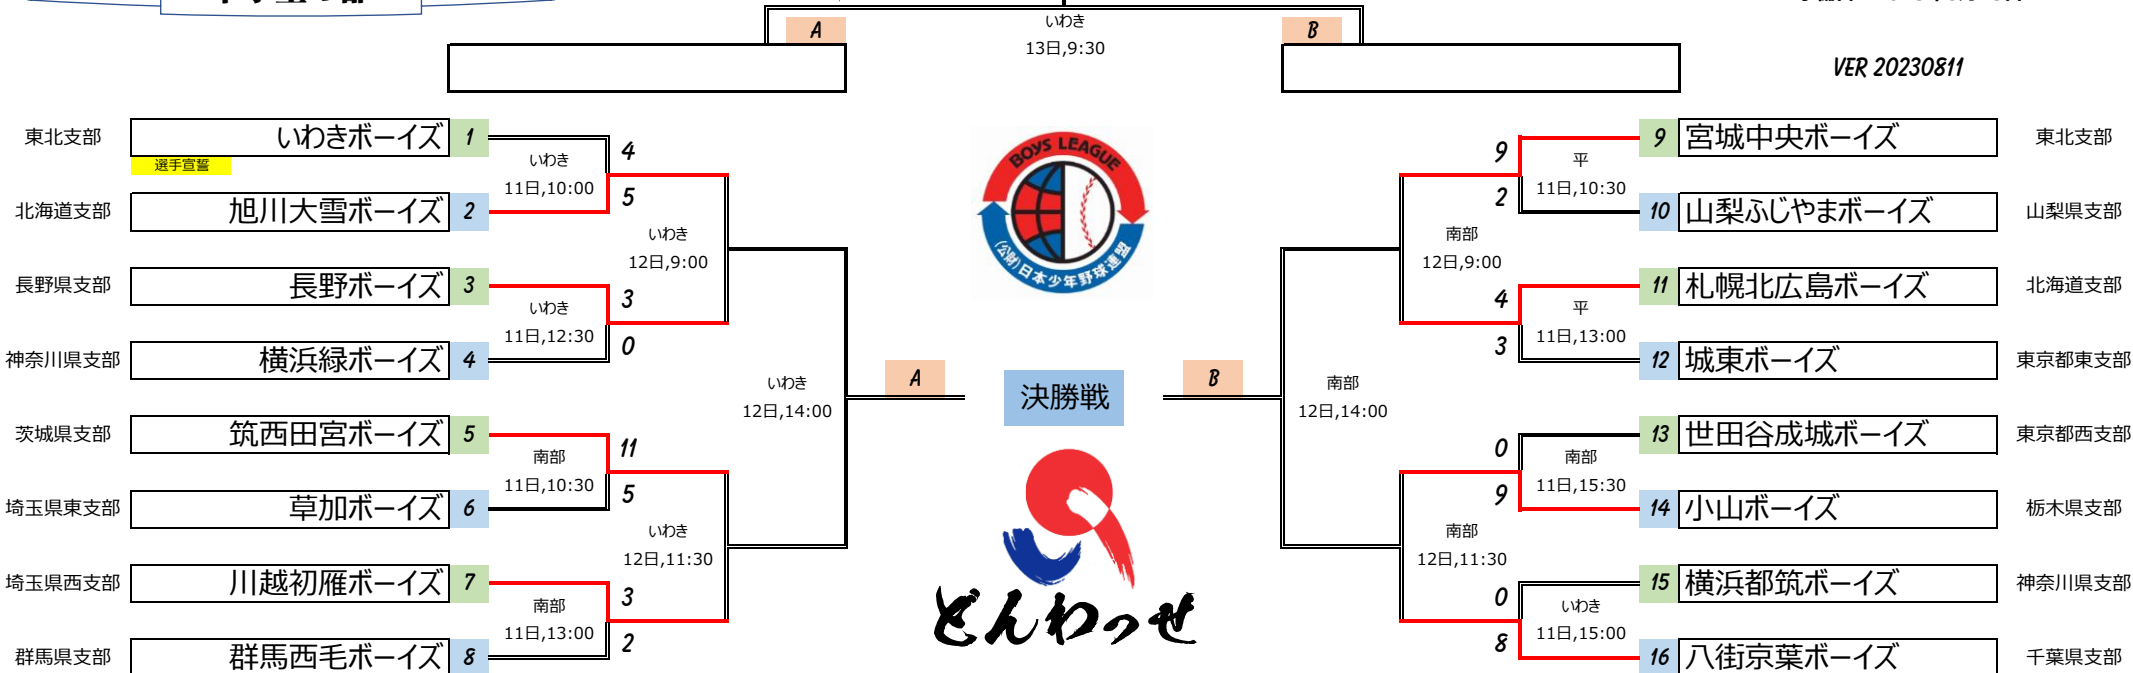 A
いわき
13日,9:30
B
VER 20230811
東北支部
いわきボーイズ 1
選手宣誓
いわき
11日,10:00
4
5
北海道支部
旭川大雪ボーイズ 2
いわき
12日,9:00
長野県支部
長野ボーイズ 3
いわき
11日,12:30
3
0
神奈川県支部
横浜緑ボーイズ 4
いわき
12日,14:00
A
茨城県支部
筑西田宮ボーイズ 5
南部
11日,10:30
11
5
埼玉県東支部
草加ボーイズ 6
いわき
12日,11:30
埼玉県西支部
川越初雁ボーイズ 7
南部
11日,13:00
3
2
群馬県支部
群馬西毛ボーイズ 8
BOYS LEAGUE
(公財)日本少年野球連盟
決勝戦
どんわっせ
9 宮城中央ボーイズ
東北支部
平
11日,10:30
9
2
10 山梨ふじやまボーイズ
山梨県支部
南部
12日,9:00
11 札幌北広島ボーイズ
北海道支部
平
11日,13:00
4
3
12 城東ボーイズ
東京都東支部
B
南部
12日,14:00
13 世田谷成城ボーイズ
東京都西支部
南部
11日,15:30
0
9
14 小山ボーイズ
栃木県支部
南部
12日,11:30
15 横浜都筑ボーイズ
神奈川県支部
いわき
11日,15:00
0
8
16 八街京葉ボーイズ
千葉県支部